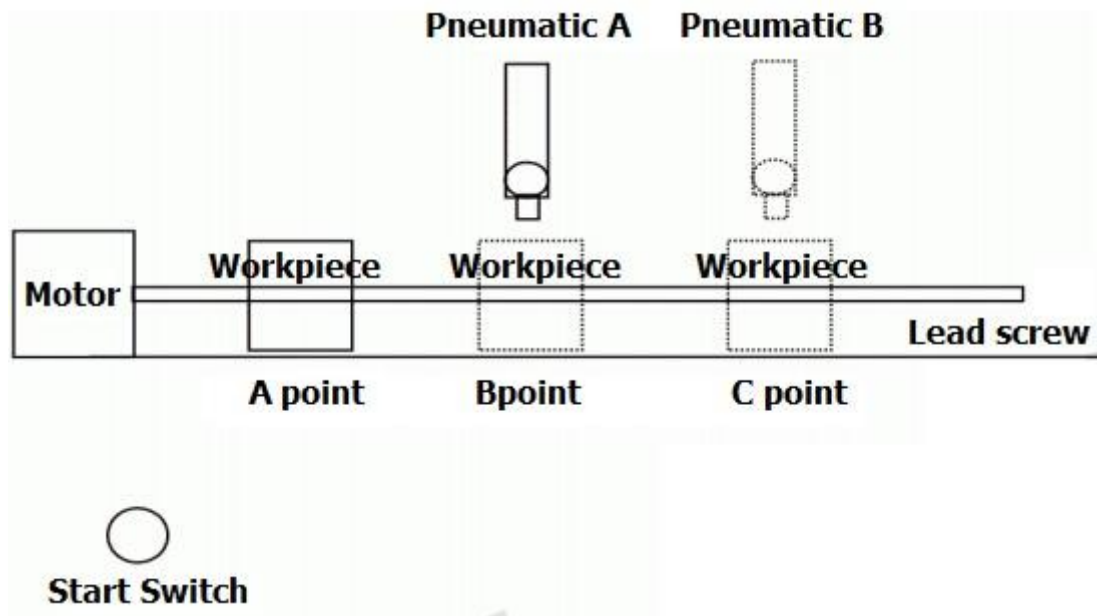 Pneumatic A
Pneumatic B
Workpiece
Workpiece
Workpiece
Motor
Lead screw
A point
Bpoint
C point
Start Switch